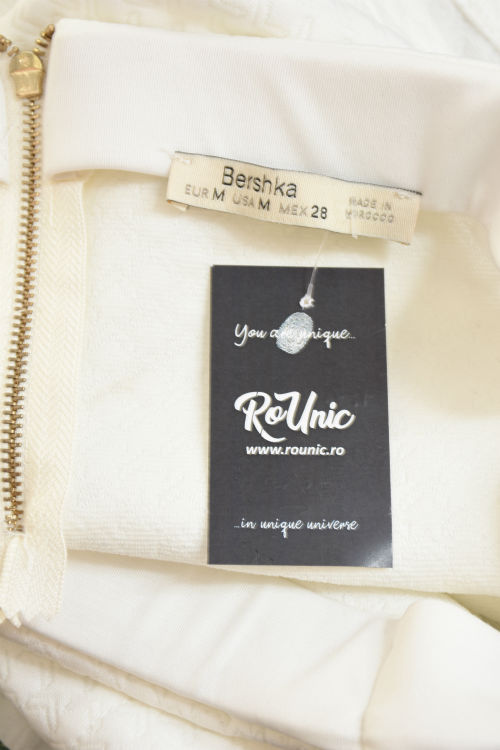 Bershka
EUR M USA M MEX 28
MADE IN
MOROCCO
You are unique...
RoUnic
www.rounic.ro
...in unique universe